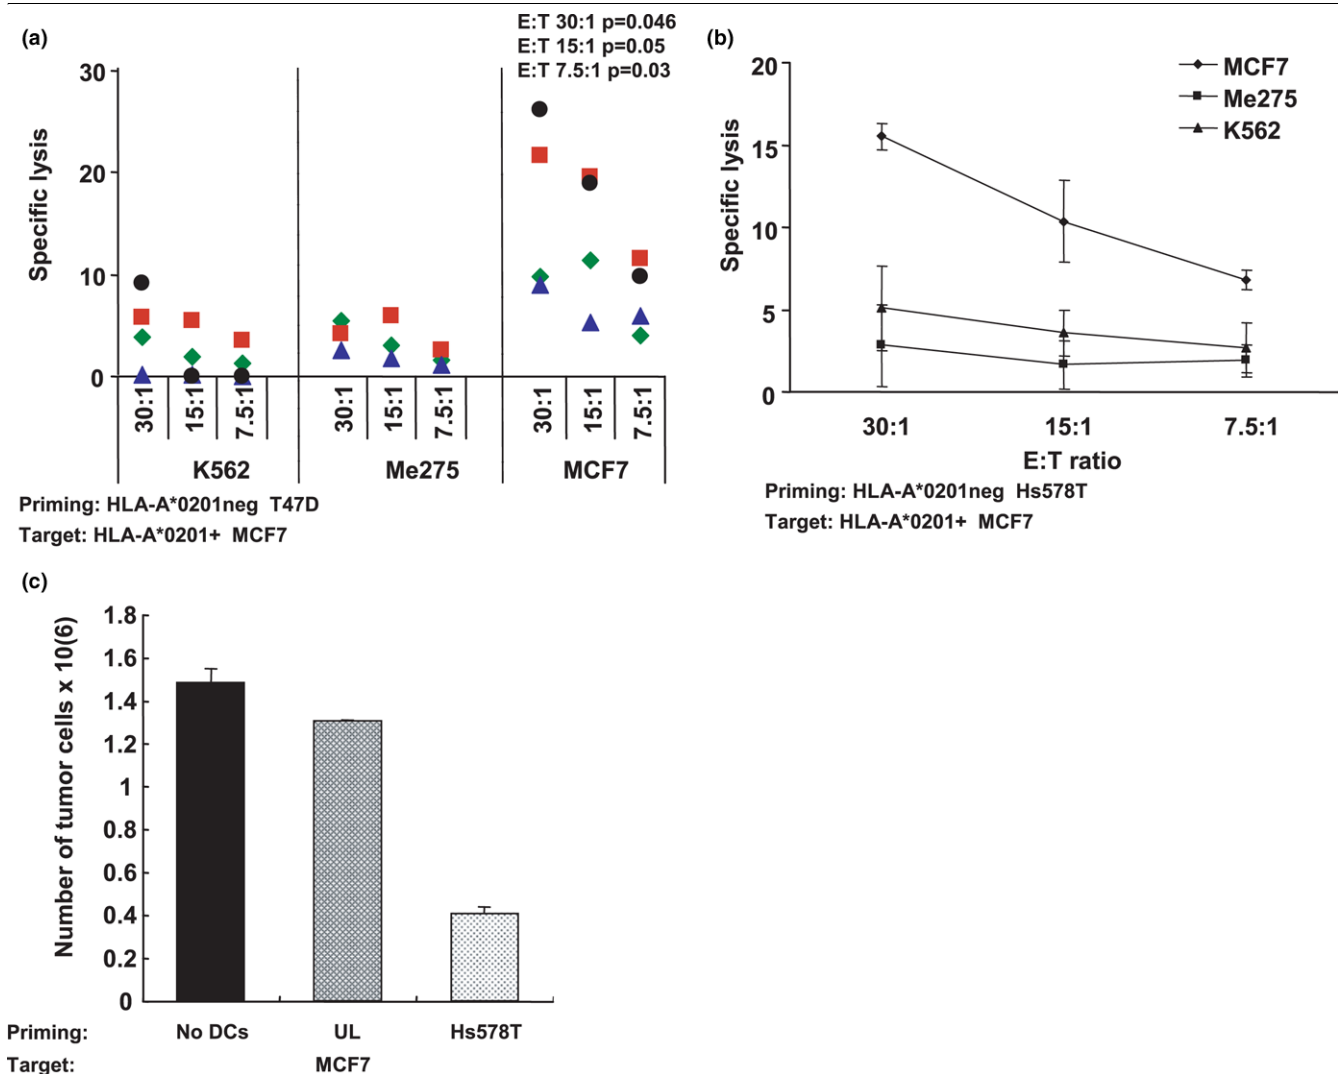 (a)
E:T 30:1 p=0.046
E:T 15:1 p=0.05
E:T 7.5:1 p=0.03
Specific lysis
30
20
10
0
30:1 15:1 7.5:1 30:1 15:1 7.5:1 30:1 15:1 7.5:1
K562 Me275 MCF7
Priming: HLA-A*0201neg T47D
Target: HLA-A*0201+ MCF7
(b)
MCF7
Me275
K562
Specific lysis
20
15
10
5
0
30:1 15:1 7.5:1
E:T ratio
Priming: HLA-A*0201neg Hs578T
Target: HLA-A*0201+ MCF7
(c)
Number of tumor cells x 10(6)
1.8
1.6
1.4
1.2
1
0.8
0.6
0.4
0.2
0
Priming: No DCs UL Hs578T
Target: MCF7